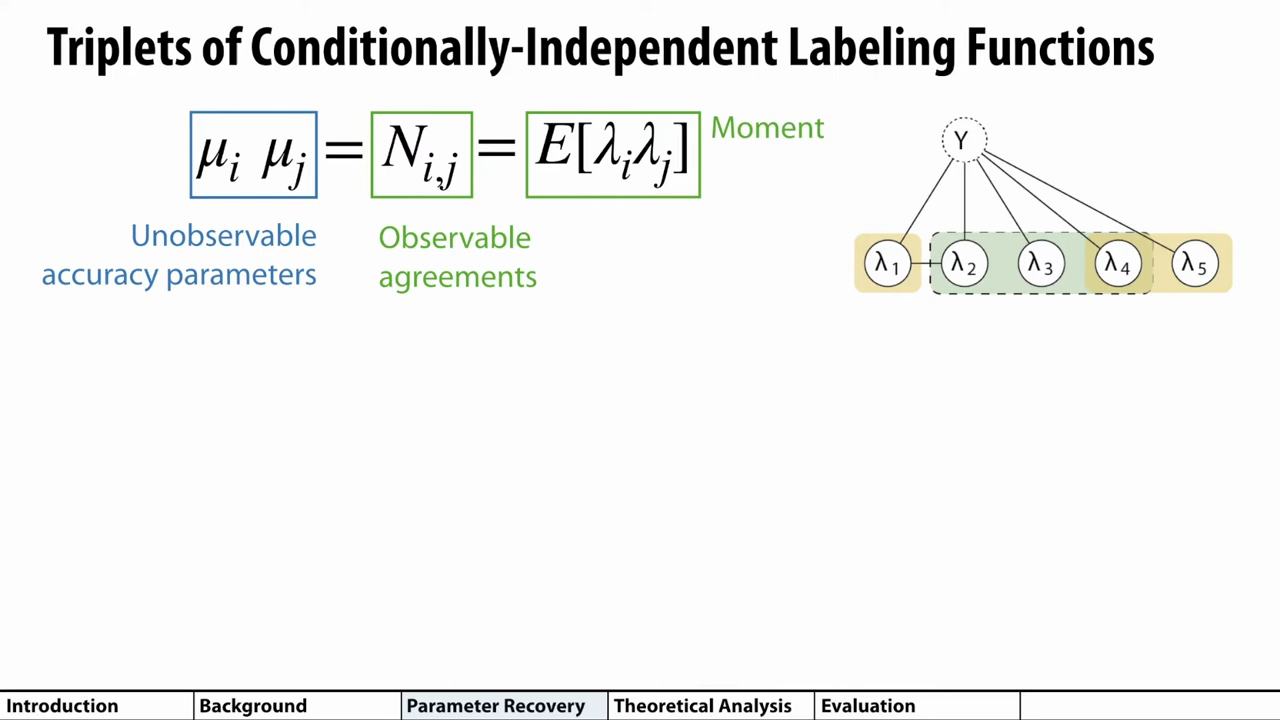 Triplets of Conditionally-Independent Labeling Functions
μi μj = Ni,j = E[λiλj] Moment
Unobservable
accuracy parameters
Observable
agreements
Y
λ1 λ2 λ3 λ4 λ5
Introduction Background Parameter Recovery Theoretical Analysis Evaluation